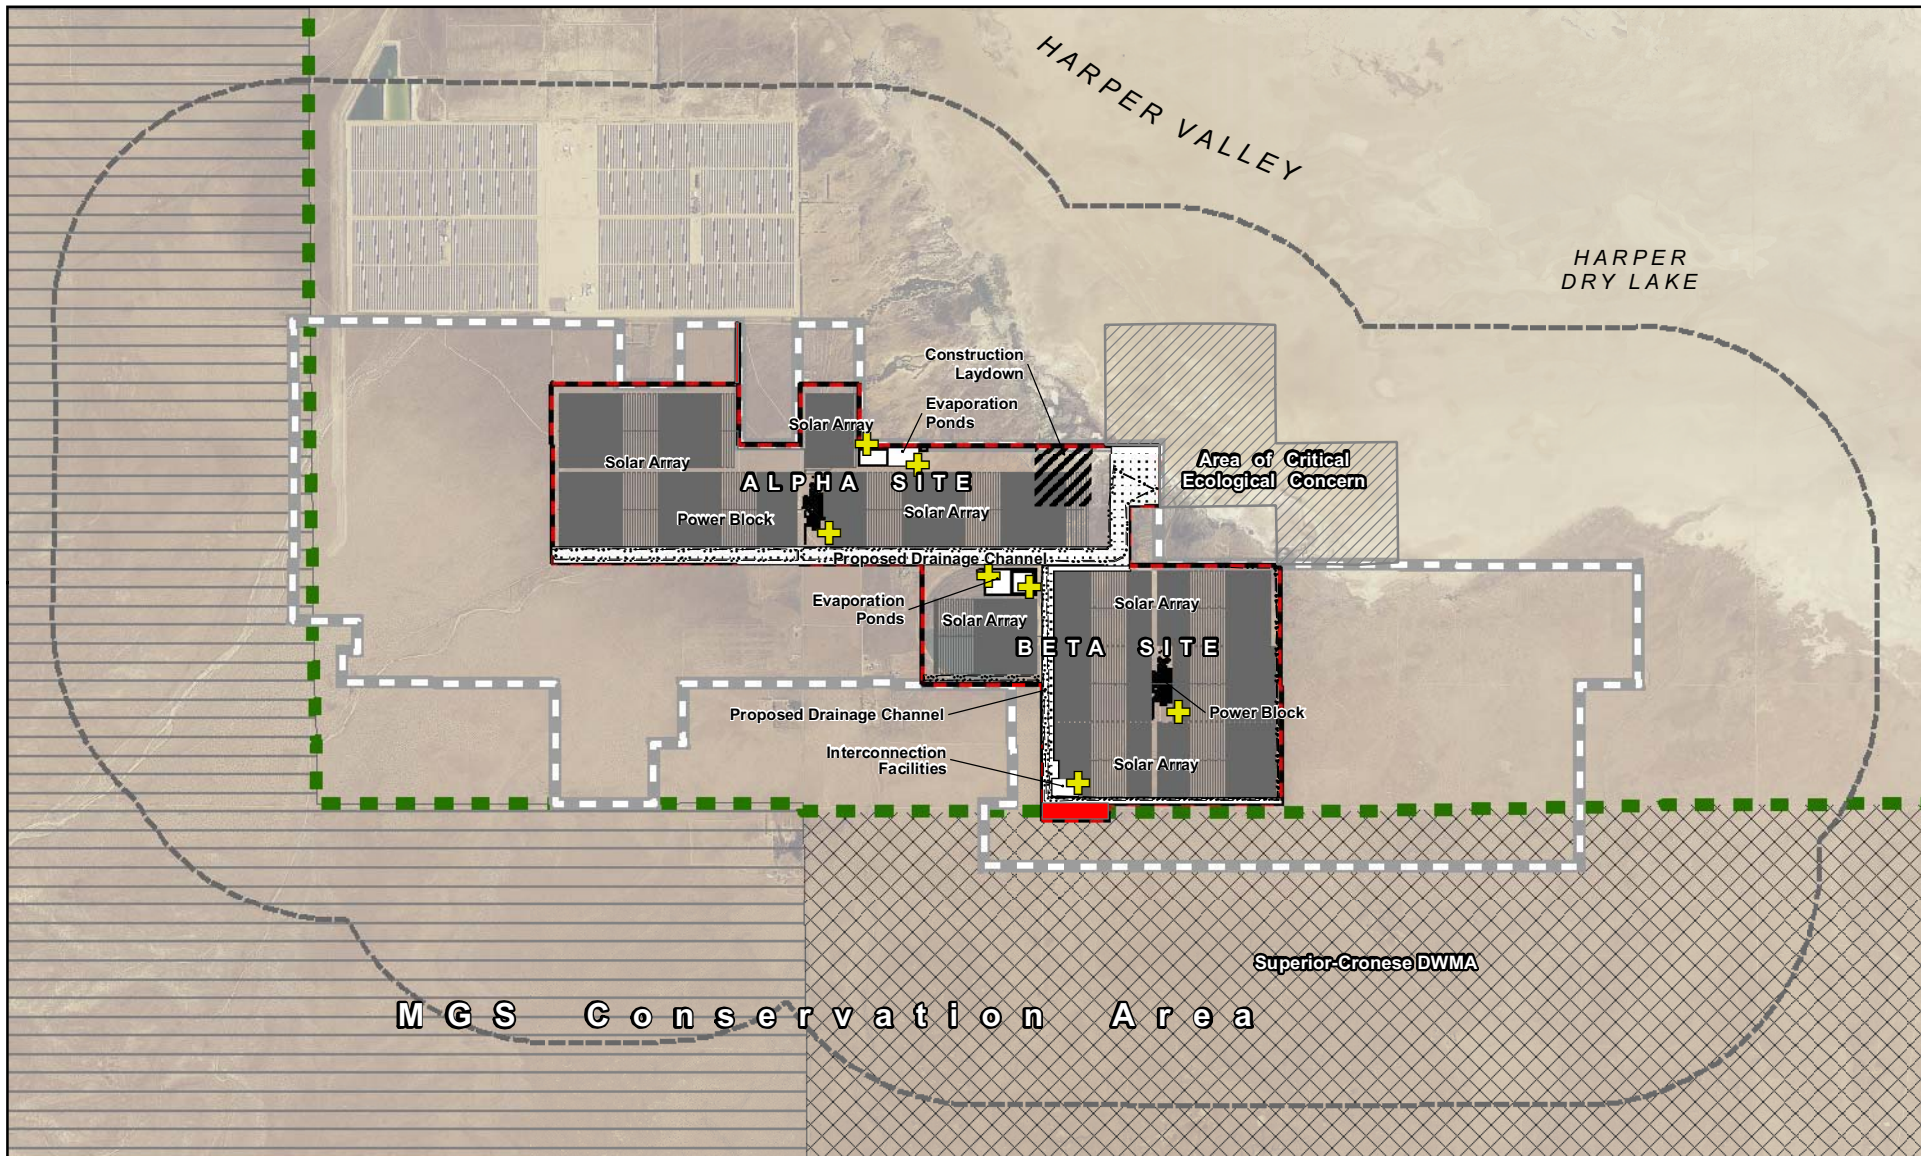 HARPER VALLEY
HARPER
DRY LAKE
Construction
Laydown
Evaporation
Ponds
Solar Array
Solar Array
Area of Critical
Ecological Concern
ALPHA SITE
Power Block
Solar Array
Proposed Drainage Channel
Evaporation
Ponds
Solar Array
Solar Array
BETA SITE
Proposed Drainage Channel
Power Block
Interconnection
Facilities
Solar Array
Superior-Cronese DWMA
MGS Conservation Area